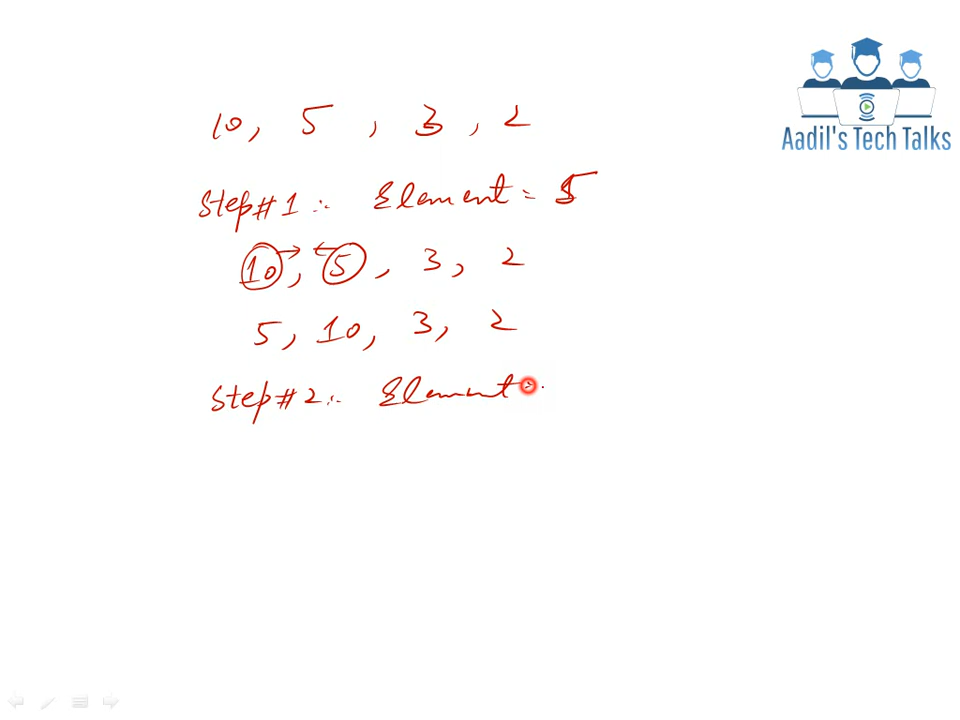 10, 5, 3, 2
Aadil's Tech Talks
Step#1:- Element = 5
10, 5, 3, 2
5, 10, 3, 2
Step#2:- Element